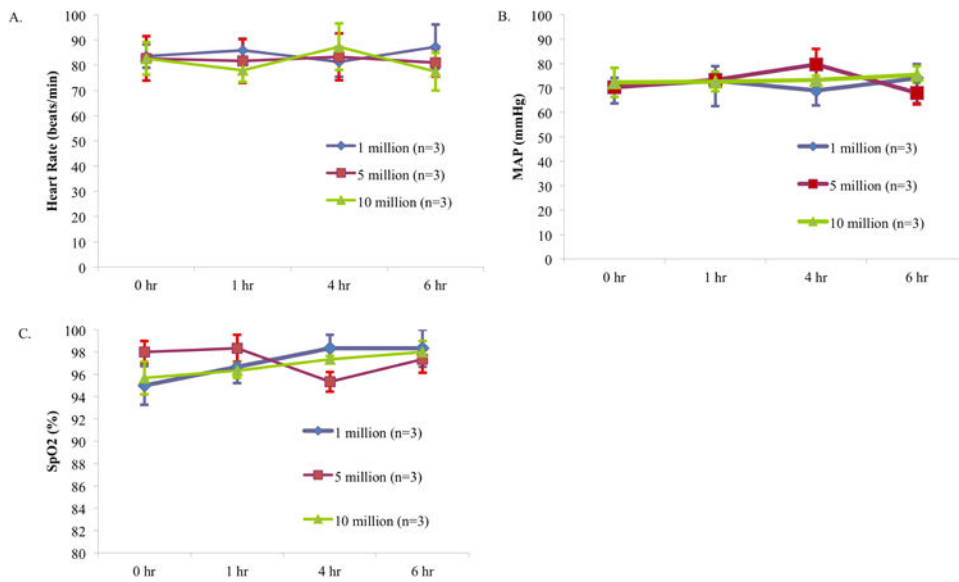 A.
Heart Rate (beats/min)
100
90
80
70
60
50
40
30
20
10
0
0 hr
1 hr
4 hr
6 hr
1 million (n=3)
5 million (n=3)
10 million (n=3)
B.
MAP (mmHg)
100
90
80
70
60
50
40
30
20
10
0
0 hr
1 hr
4 hr
6 hr
1 million (n=3)
5 million (n=3)
10 million (n=3)
C.
SpO2 (%)
100
98
96
94
92
90
88
86
84
82
80
0 hr
1 hr
4 hr
6 hr
1 million (n=3)
5 million (n=3)
10 million (n=3)